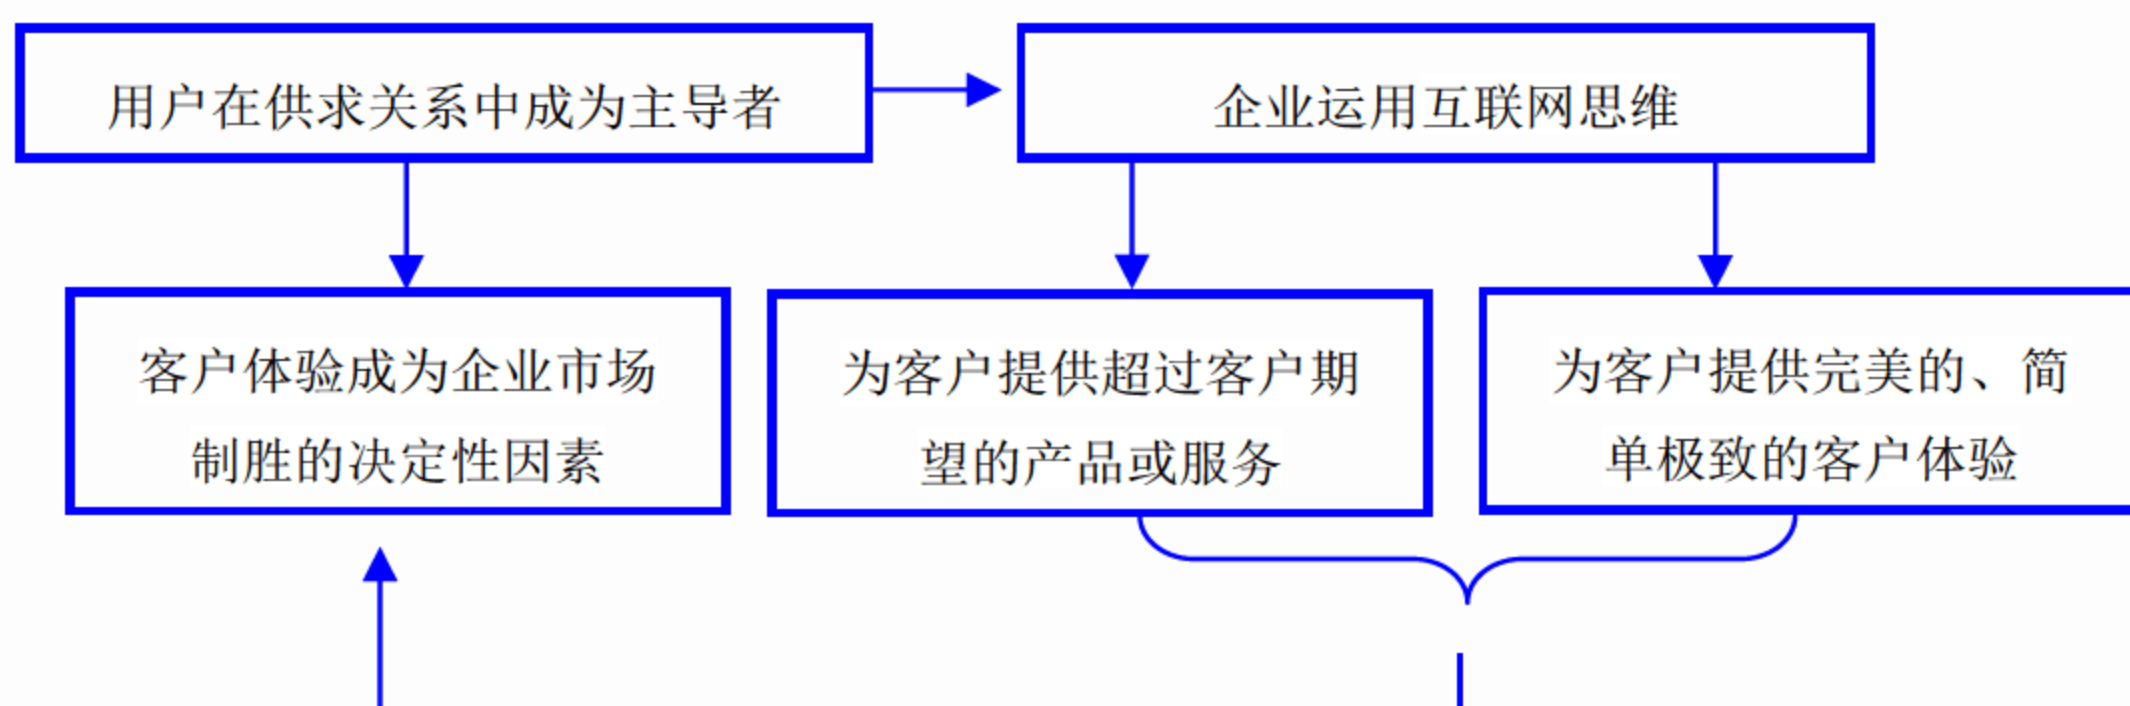 用户在供求关系中成为主导者
企业运用互联网思维
客户体验成为企业市场
制胜的决定性因素
为客户提供超过客户期
望的产品或服务
为客户提供完美的、简
单极致的客户体验